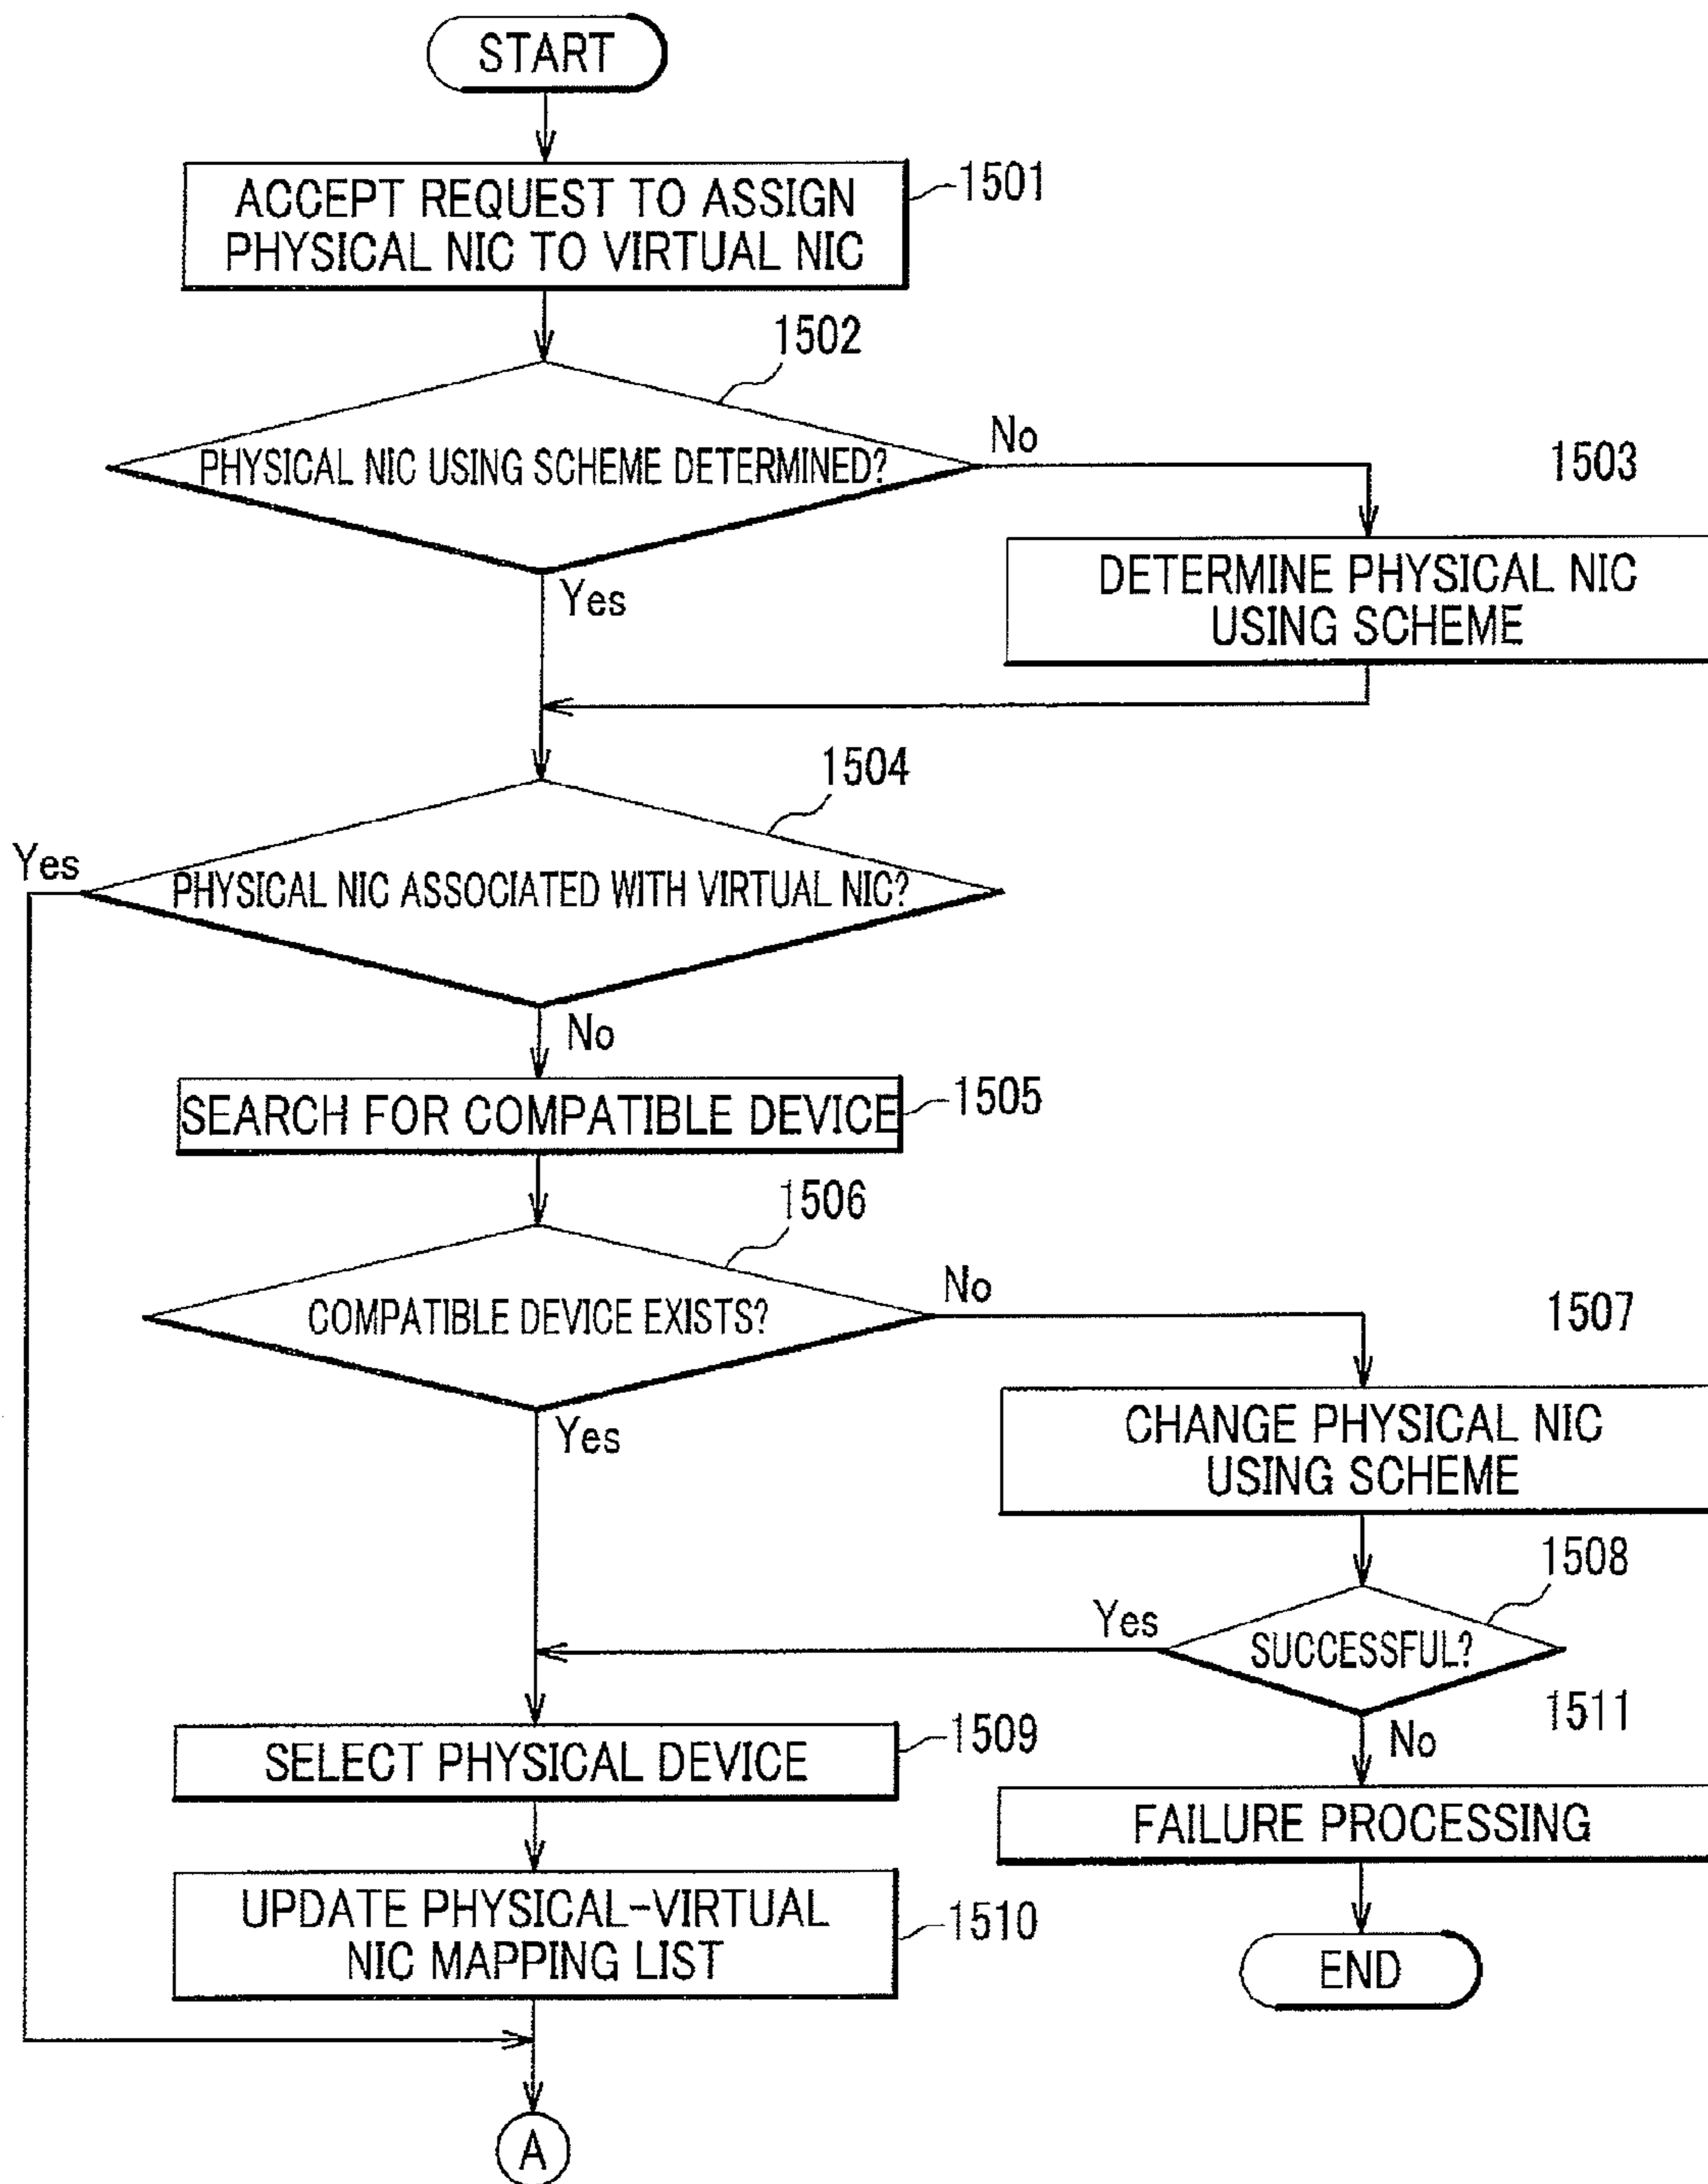 START
ACCEPT REQUEST TO ASSIGN
PHYSICAL NIC TO VIRTUAL NIC
1501
1502
PHYSICAL NIC USING SCHEME DETERMINED?
No
1503
Yes
DETERMINE PHYSICAL NIC
USING SCHEME
1504
Yes
PHYSICAL NIC ASSOCIATED WITH VIRTUAL NIC?
No
SEARCH FOR COMPATIBLE DEVICE
1505
1506
COMPATIBLE DEVICE EXISTS?
No
1507
Yes
CHANGE PHYSICAL NIC
USING SCHEME
1508
Yes
SUCCESSFUL?
1511
No
SELECT PHYSICAL DEVICE
1509
FAILURE PROCESSING
UPDATE PHYSICAL-VIRTUAL
NIC MAPPING LIST
1510
END
A